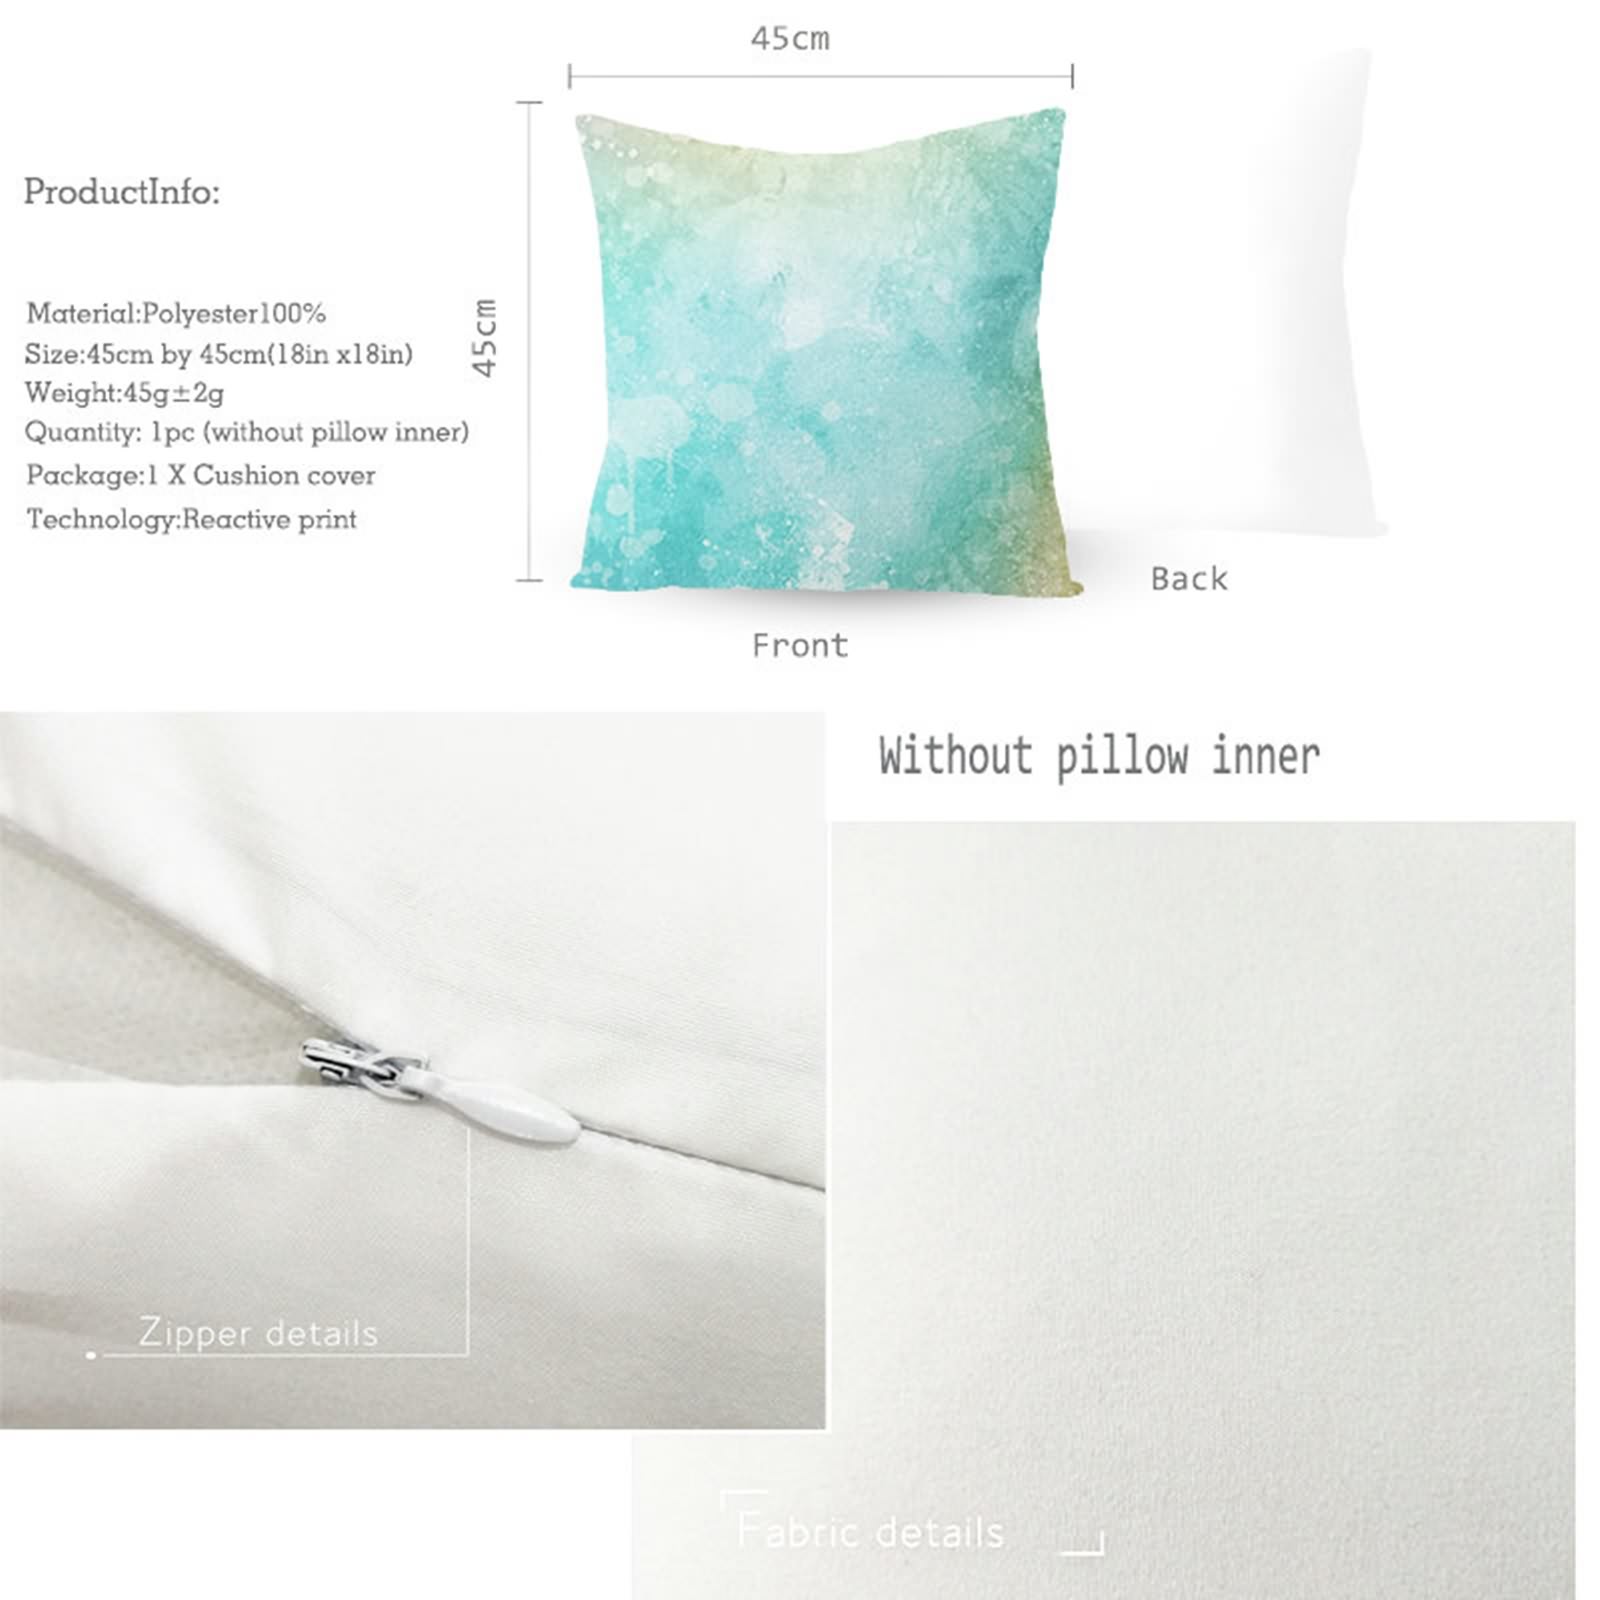 45cm
45cm
ProductInfo:
Material:Polyester100%
Size:45cm by 45cm(18in x18in)
Weight:45g±2g
Quantity: 1pc (without pillow inner)
Package:1 X Cushion cover
Technology:Reactive print
Back
Front
Without pillow inner
Zipper details
Fabric details